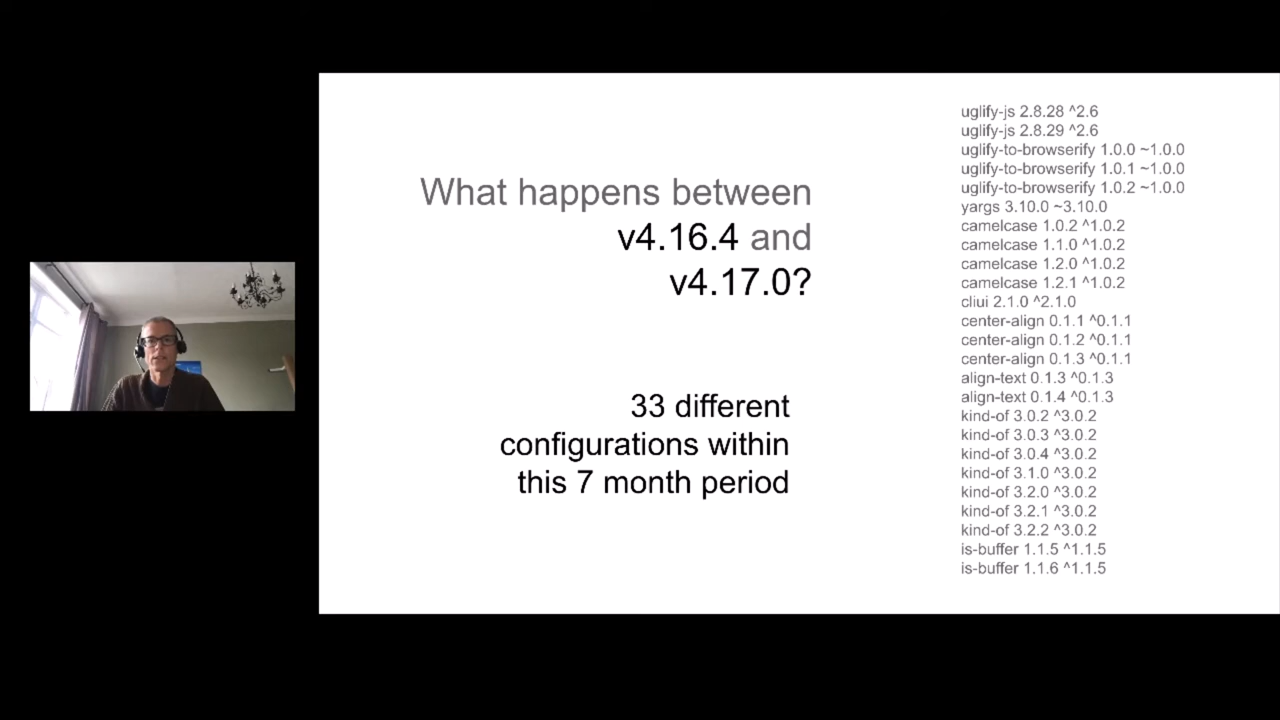 What happens between
v4.16.4 and
v4.17.0?
33 different
configurations within
this 7 month period
uglify-js 2.8.28 ^2.6
uglify-js 2.8.29 ^2.6
uglify-to-browserify 1.0.0 ~1.0.0
uglify-to-browserify 1.0.1 ~1.0.0
uglify-to-browserify 1.0.2 ~1.0.0
yargs 3.10.0 ~3.10.0
camelcase 1.0.2 ^1.0.2
camelcase 1.1.0 ^1.0.2
camelcase 1.2.0 ^1.0.2
camelcase 1.2.1 ^1.0.2
cliui 2.1.0 ^2.1.0
center-align 0.1.1 ^0.1.1
center-align 0.1.2 ^0.1.1
center-align 0.1.3 ^0.1.1
align-text 0.1.3 ^0.1.3
align-text 0.1.4 ^0.1.3
kind-of 3.0.2 ^3.0.2
kind-of 3.0.3 ^3.0.2
kind-of 3.0.4 ^3.0.2
kind-of 3.1.0 ^3.0.2
kind-of 3.2.0 ^3.0.2
kind-of 3.2.1 ^3.0.2
kind-of 3.2.2 ^3.0.2
is-buffer 1.1.5 ^1.1.5
is-buffer 1.1.6 ^1.1.5